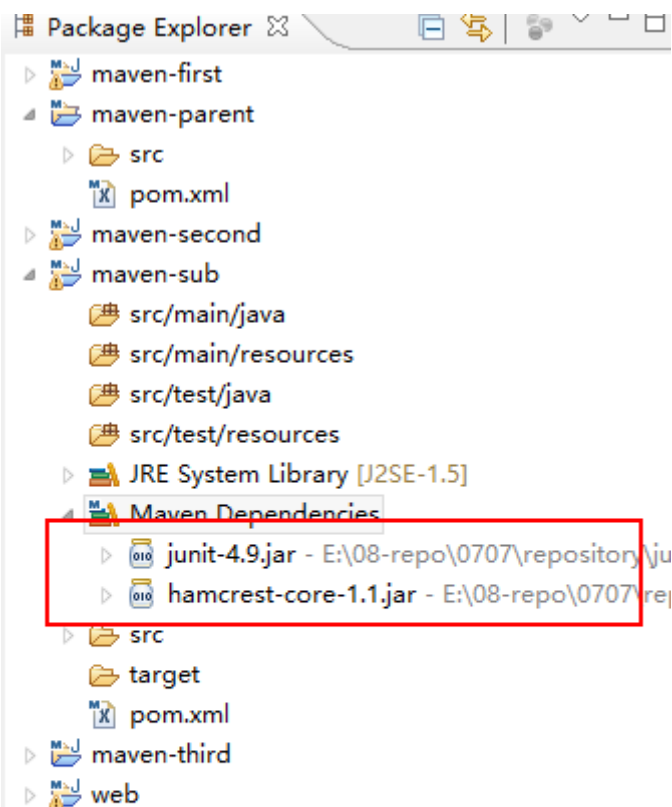 Package Explorer
maven-first
maven-parent
src
pom.xml
maven-second
maven-sub
src/main/java
src/main/resources
src/test/java
src/test/resources
JRE System Library [J2SE-1.5]
Maven Dependencies
junit-4.9.jar - E:\08-repo\0707\repository\ju
hamcrest-core-1.1.jar - E:\08-repo\0707\rep
src
target
pom.xml
maven-third
web